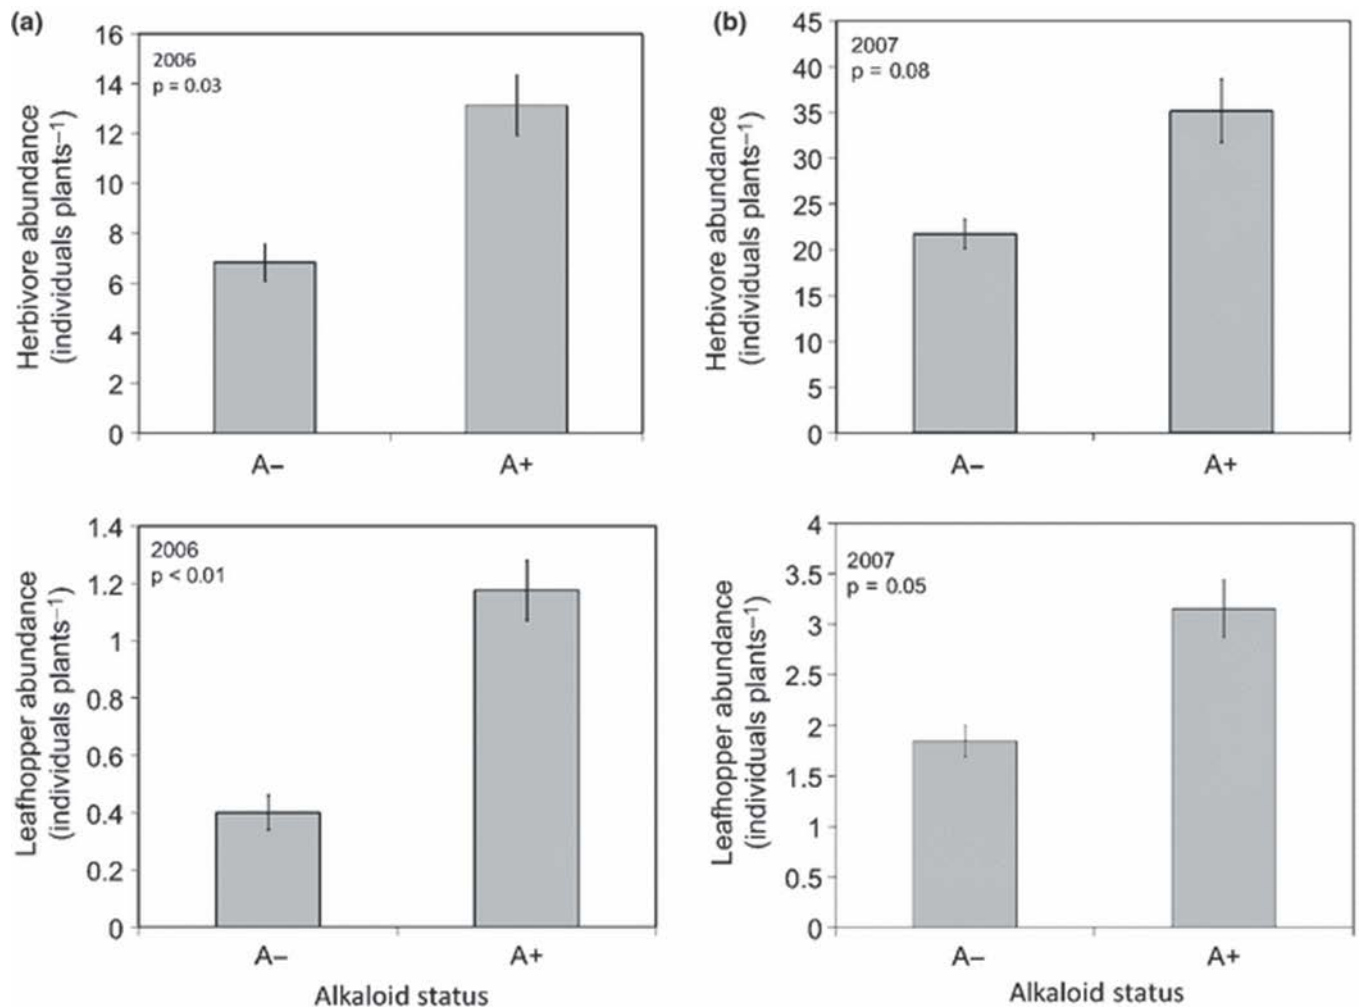 (a)
16
14
12
10
8
6
4
2
0
2006
p = 0.03
Herbivore abundance
(individuals plants⁻¹)
A–
A+
(b)
45
40
35
30
25
20
15
10
5
0
2007
p = 0.08
Herbivore abundance
(individuals plants⁻¹)
A–
A+
1.4
1.2
1
0.8
0.6
0.4
0.2
0
2006
p < 0.01
Leafhopper abundance
(individuals plants⁻¹)
A–
A+
Alkaloid status
4
3.5
3
2.5
2
1.5
1
0.5
0
2007
p = 0.05
Leafhopper abundance
(individuals plants⁻¹)
A–
A+
Alkaloid status